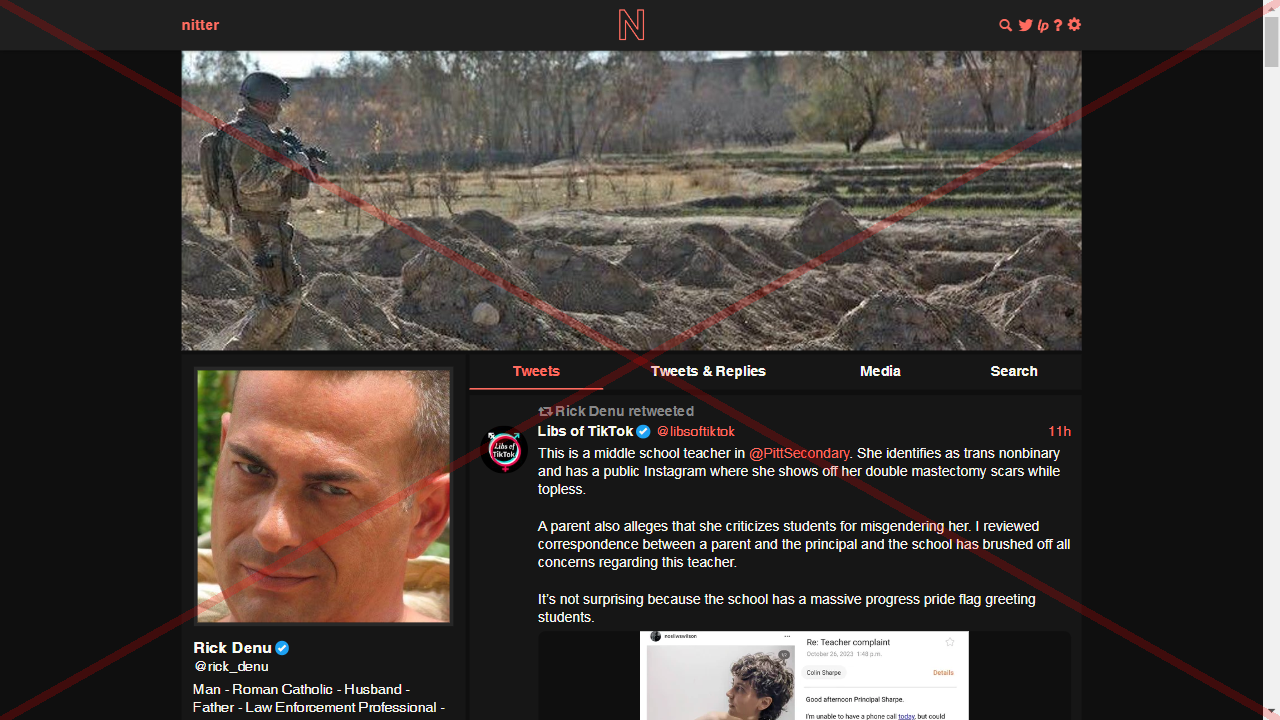 nitter
N
lp ?
Tweets
Tweets & Replies
Media
Search
Rick Denu retweeted
Libs of TikTok @libsoftiktok
11h
Libs of TikTok
This is a middle school teacher in @PittSecondary. She identifies as trans nonbinary
and has a public Instagram where she shows off her double mastectomy scars while
topless.
A parent also alleges that she criticizes students for misgendering her. I reviewed
correspondence between a parent and the principal and the school has brushed off all
concerns regarding this teacher.
It's not surprising because the school has a massive progress pride flag greeting
students.
Re: Teacher complaint
October 26, 2023 1:48 p.m.
Colin Sharpe
Details
Good afternoon Principal Sharpe.
I'm unable to have a phone call today, but could
Rick Denu
@rick_denu
Man - Roman Catholic - Husband -
Father - Law Enforcement Professional -